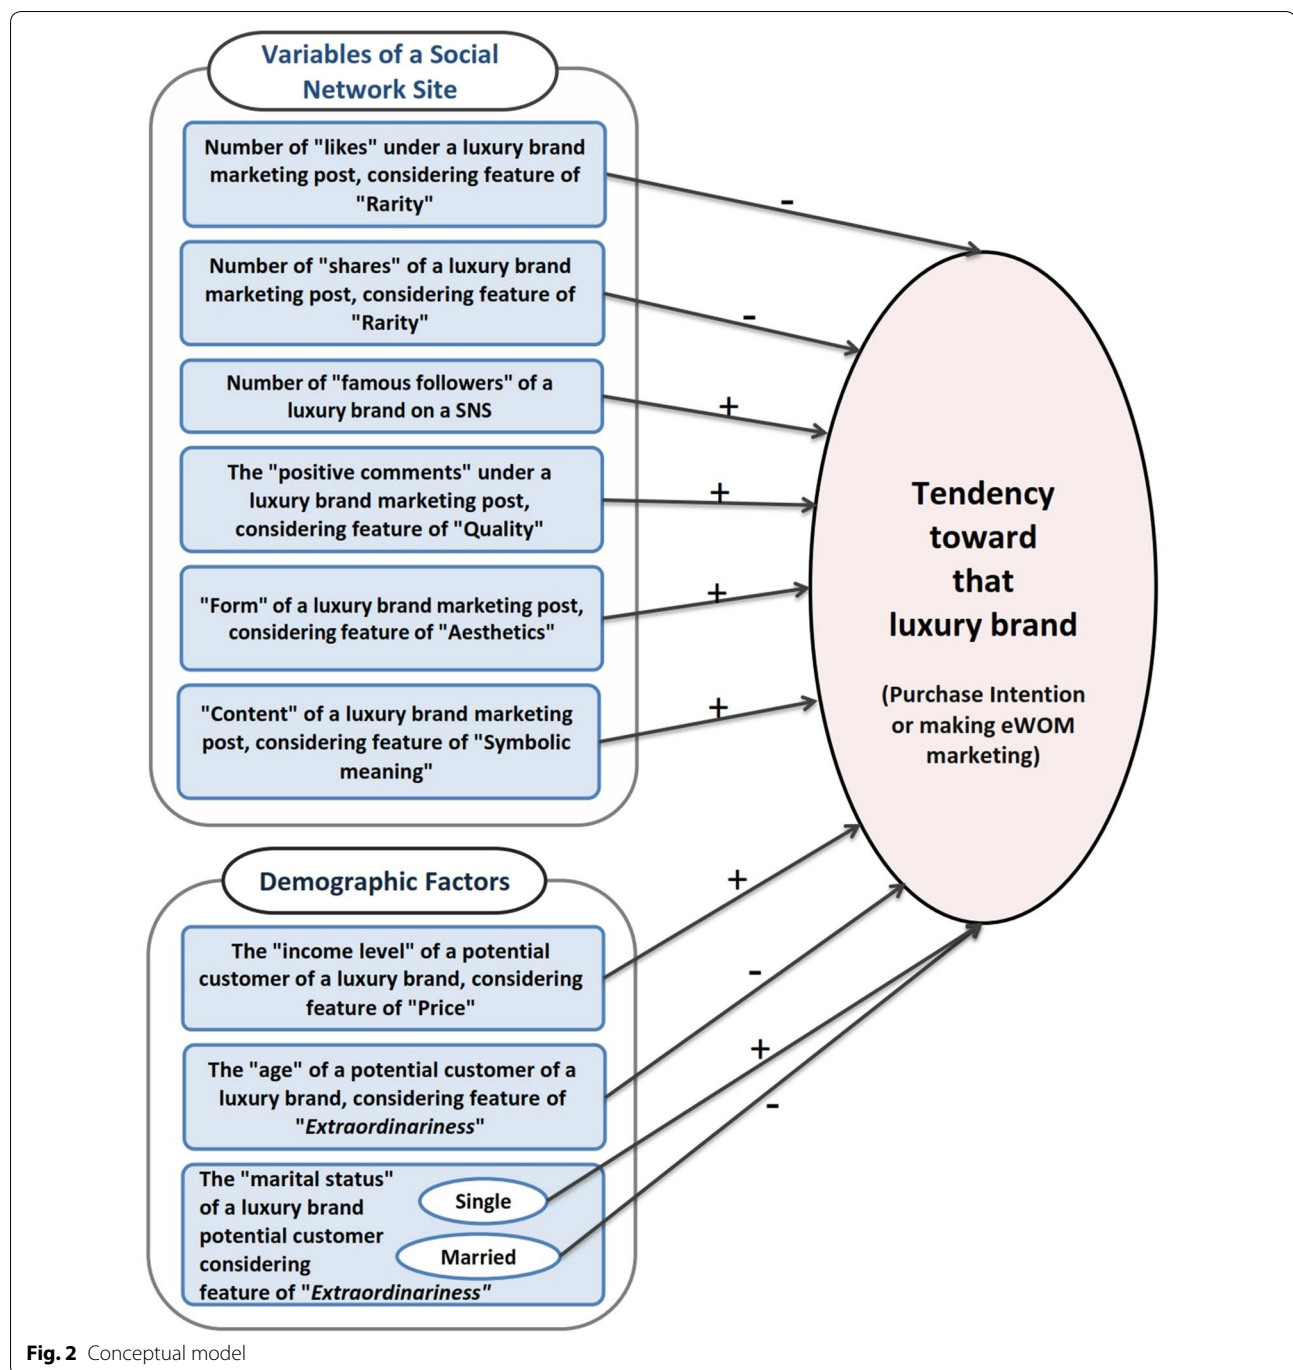 Variables of a Social
Network Site
Number of "likes" under a luxury brand
marketing post, considering feature of
"Rarity"
-
Number of "shares" of a luxury brand
marketing post, considering feature of
"Rarity"
-
Number of "famous followers" of a
luxury brand on a SNS
+
The "positive comments" under a
luxury brand marketing post,
considering feature of "Quality"
+
"Form" of a luxury brand marketing post,
considering feature of "Aesthetics"
+
"Content" of a luxury brand marketing
post, considering feature of "Symbolic
meaning"
+
Tendency
toward
that
luxury brand
(Purchase Intention
or making eWOM
marketing)
Demographic Factors
The "income level" of a potential
customer of a luxury brand, considering
feature of "Price"
+
The "age" of a potential customer of a
luxury brand, considering feature of
"Extraordinariness"
-
The "marital status"
of a luxury brand
potential customer
considering
feature of "Extraordinariness"
Single
+
Married
-
Fig. 2 Conceptual model